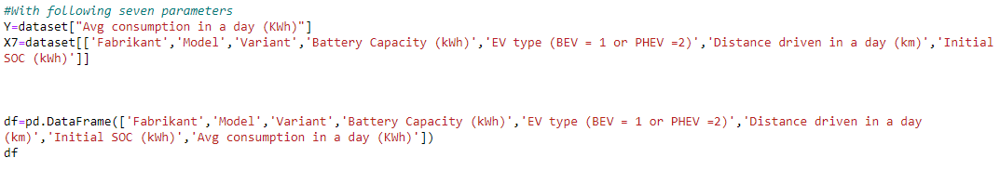 #With following seven parameters
Y=dataset["Avg consumption in a day (KWh)"]
X7=dataset[['Fabrikant','Model','Variant','Battery Capacity (kWh)','EV type (BEV = 1 or PHEV =2)','Distance driven in a day (km)','Initial
SOC (kWh)']]
df=pd.DataFrame(['Fabrikant','Model','Variant','Battery Capacity (kWh)','EV type (BEV = 1 or PHEV =2)','Distance driven in a day
(km)','Initial SOC (kWh)','Avg consumption in a day (KWh)'])
df